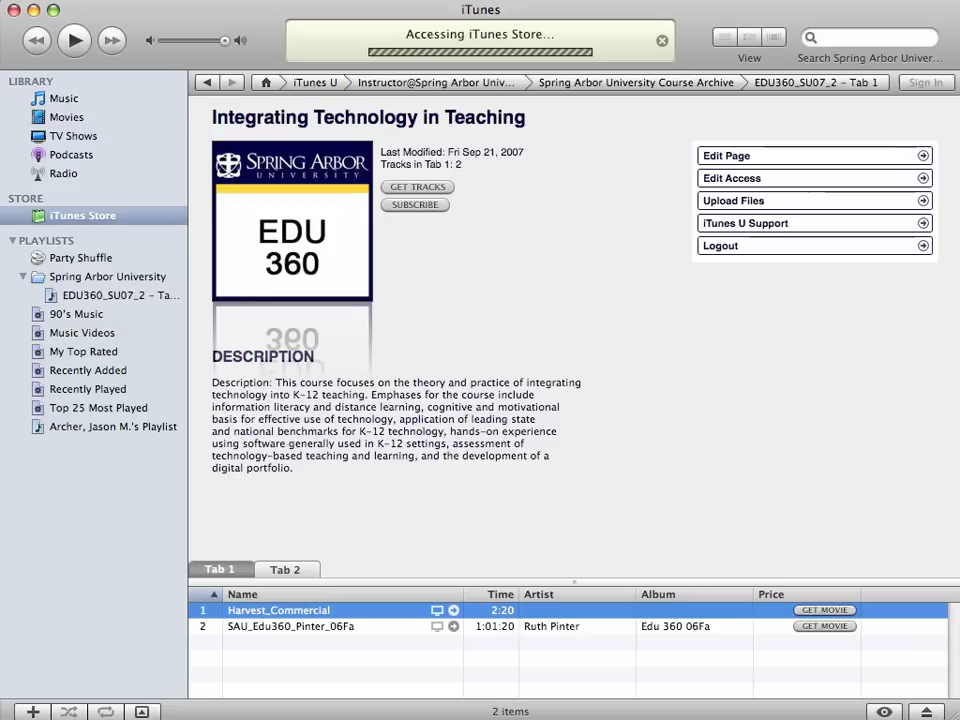 iTunes
Accessing iTunes Store...
View
Search Spring Arbor Univer...
LIBRARY
Music
Movies
TV Shows
Podcasts
Radio
STORE
iTunes Store
PLAYLISTS
Party Shuffle
Spring Arbor University
EDU360_SU07_2 – Ta...
90's Music
Music Videos
My Top Rated
Recently Added
Recently Played
Top 25 Most Played
Archer, Jason M.'s Playlist
iTunes U
Instructor@Spring Arbor Univ...
Spring Arbor University Course Archive
EDU360_SU07_2 – Tab 1
Sign In
Integrating Technology in Teaching
SPRING ARBOR
UNIVERSITY
EDU
360
Last Modified: Fri Sep 21, 2007
Tracks in Tab 1: 2
GET TRACKS
SUBSCRIBE
Edit Page
Edit Access
Upload Files
iTunes U Support
Logout
360
DESCRIPTION
Description: This course focuses on the theory and practice of integrating
technology into K-12 teaching. Emphases for the course include
information literacy and distance learning, cognitive and motivational
basis for effective use of technology, application of leading state
and national benchmarks for K-12 technology, hands-on experience
using software generally used in K-12 settings, assessment of
technology-based teaching and learning, and the development of a
digital portfolio.
Tab 1
Tab 2
Name Time Artist Album Price
1 Harvest_Commercial 2:20 GET MOVIE
2 SAU_Edu360_Pinter_06Fa 1:01:20 Ruth Pinter Edu 360 06Fa GET MOVIE
2 items